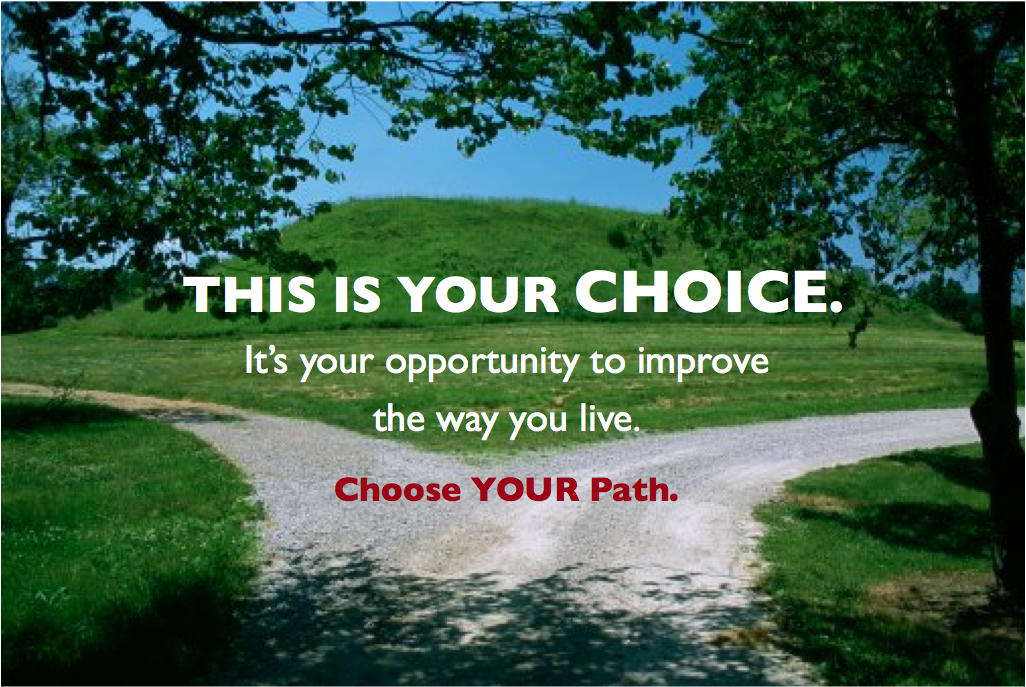 THIS IS YOUR CHOICE.
It’s your opportunity to improve
the way you live.
Choose YOUR Path.